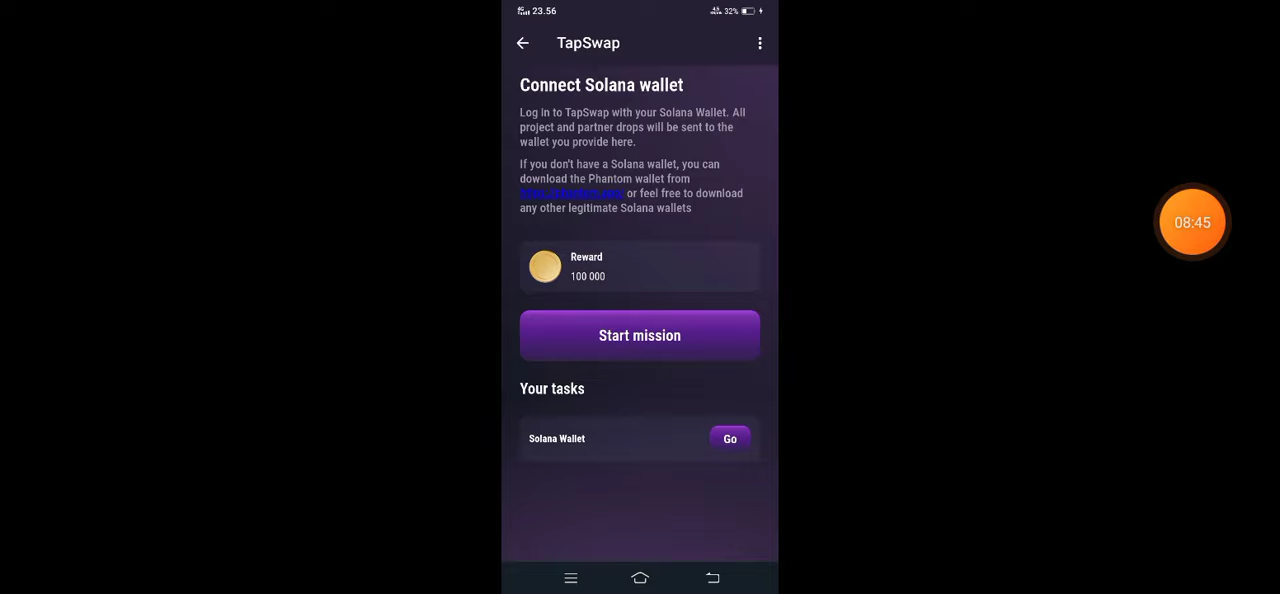 23.56
32%
TapSwap
Connect Solana wallet
Log in to TapSwap with your Solana Wallet. All
project and partner drops will be sent to the
wallet you provide here.
If you don't have a Solana wallet, you can
download the Phantom wallet from
or feel free to download
any other legitimate Solana wallets
Reward
100 000
Start mission
Your tasks
Solana Wallet
Go
08:45